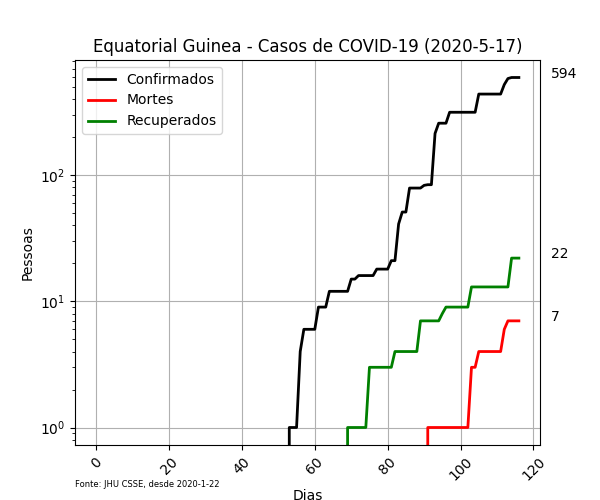 Equatorial Guinea - Casos de COVID-19 (2020-5-17)
Confirmados
Mortes
Recuperados
594
22
7
10²
10¹
10⁰
Pessoas
0
20
40
60
80
100
120
Fonte: JHU CSSE, desde 2020-1-22
Dias